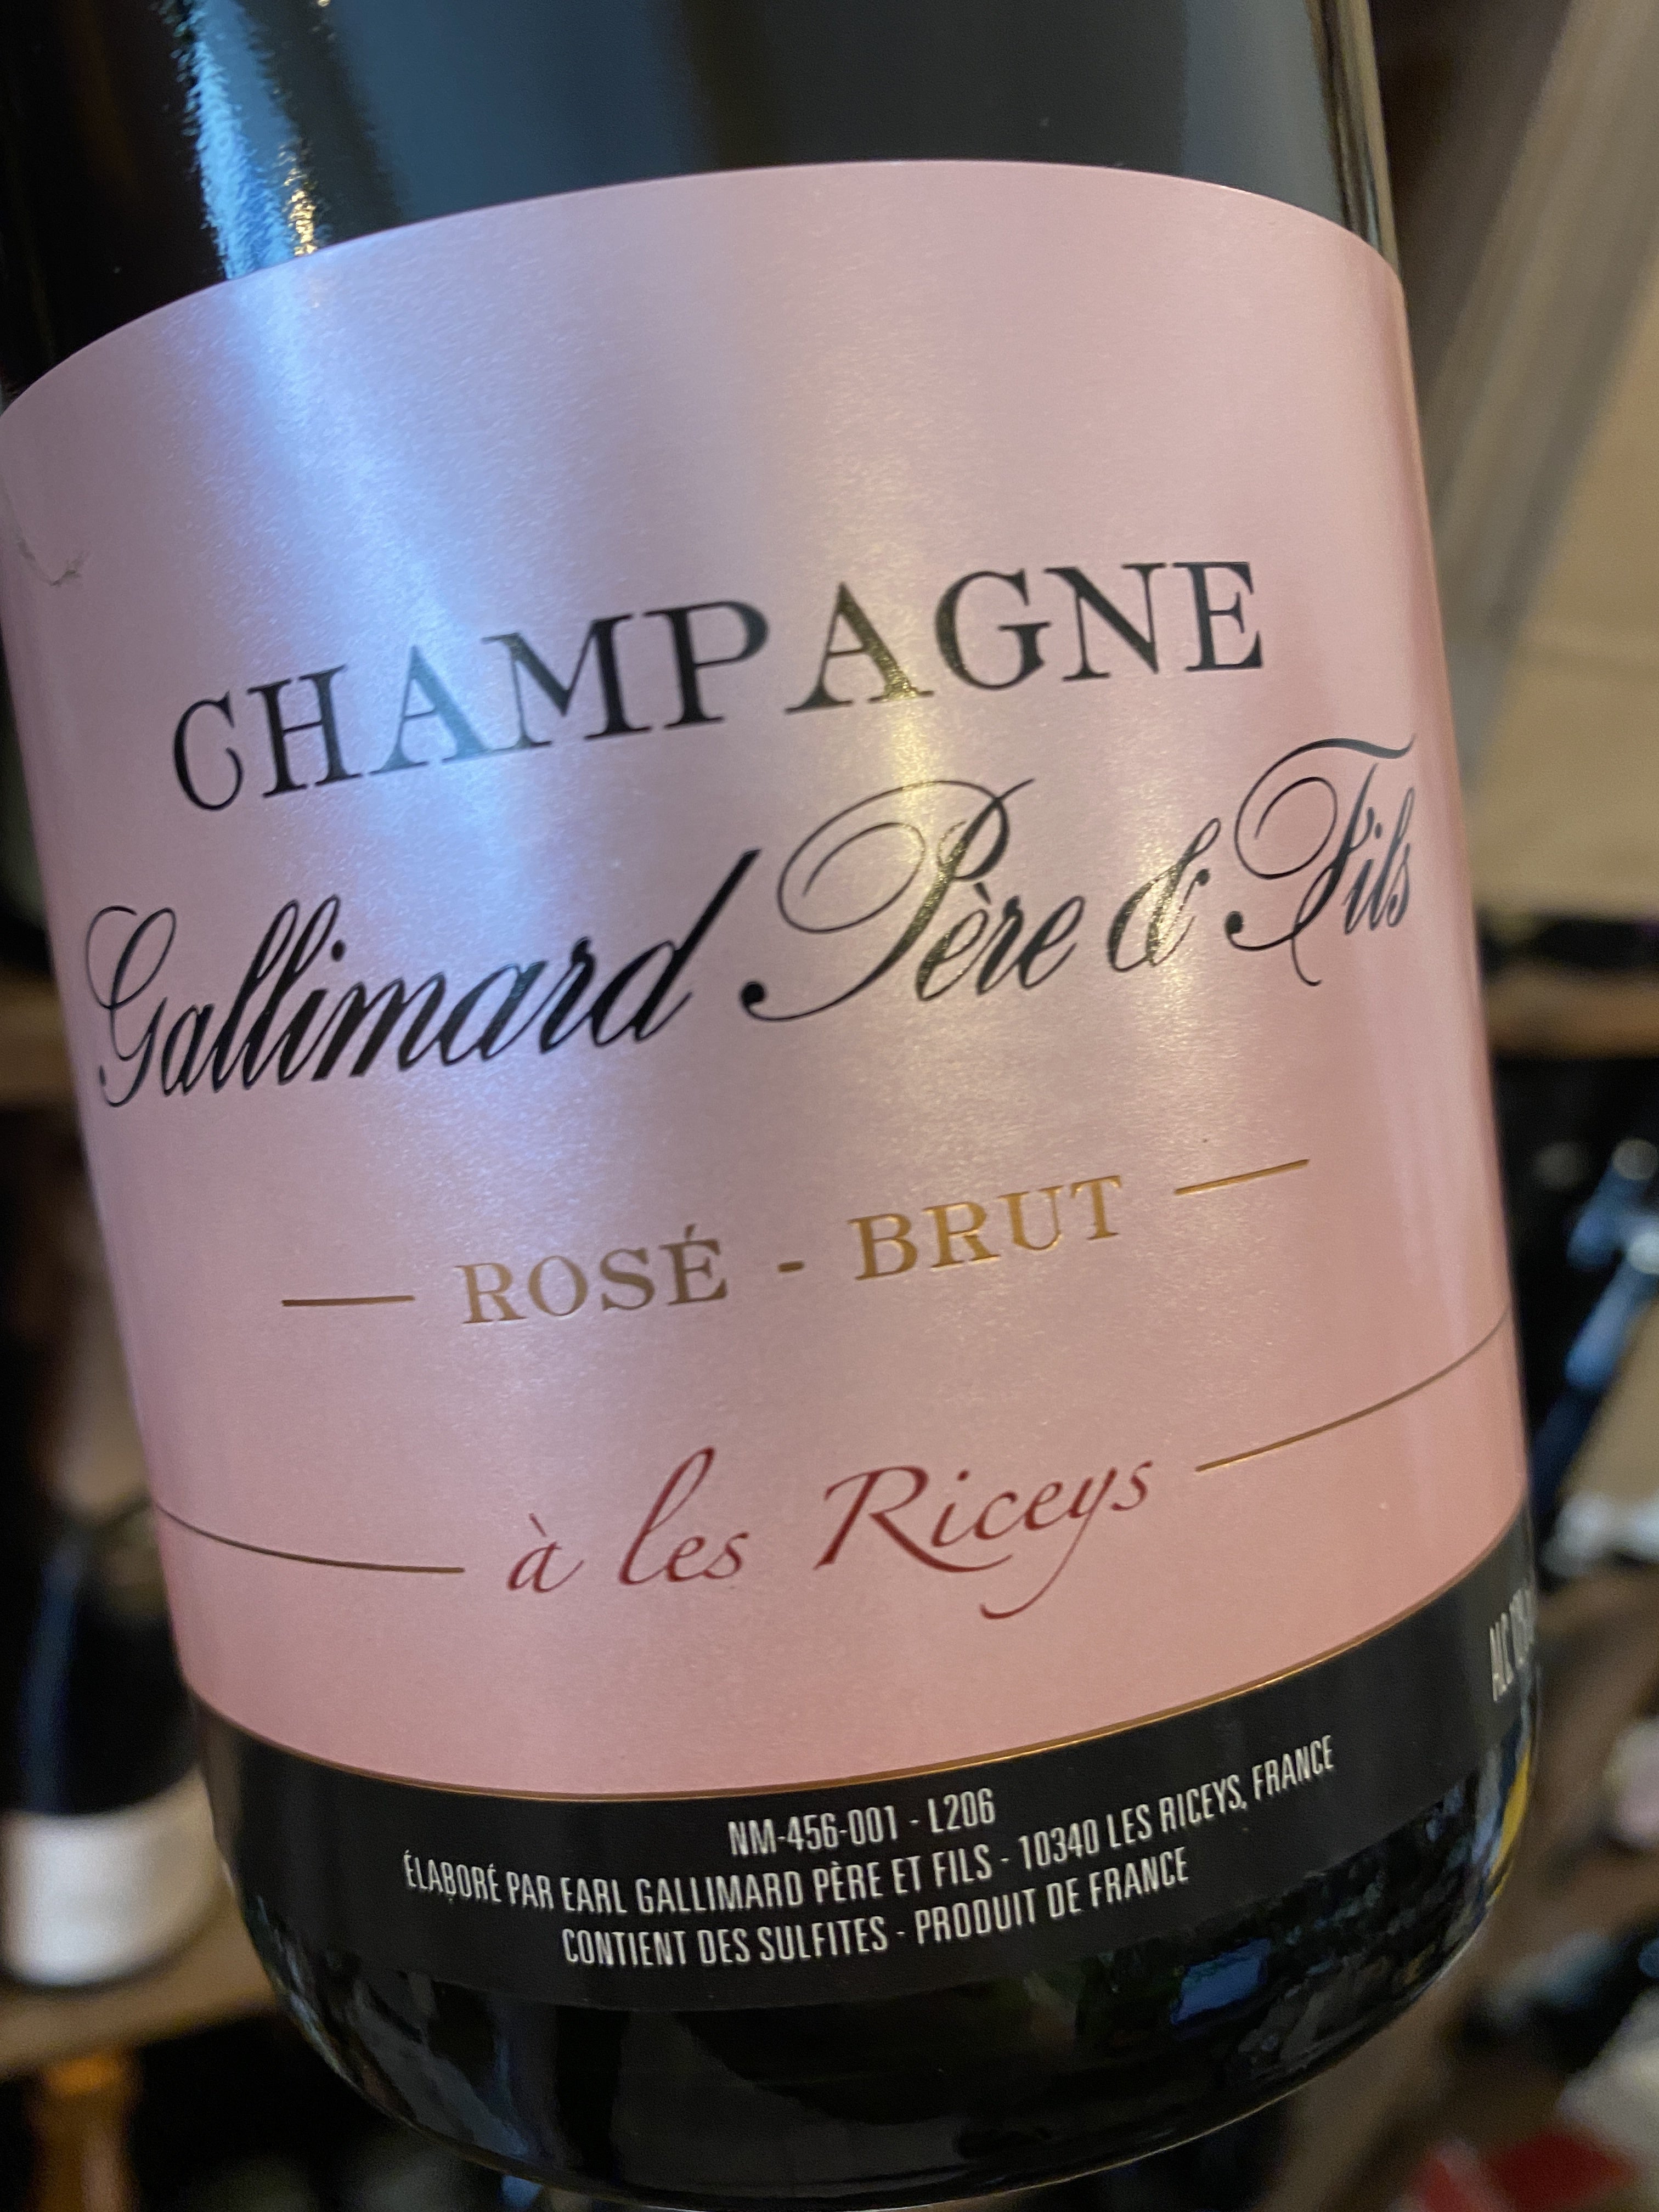 CHAMPAGNE
Gallimard Père & Fils
ROSÉ - BRUT
à les Riceys
NM-456-001 - L206
ÉLABORÉ PAR EARL GALLIMARD PÈRE ET FILS - 10340 LES RICEYS, FRANCE
CONTIENT DES SULFITES - PRODUIT DE FRANCE
ALC